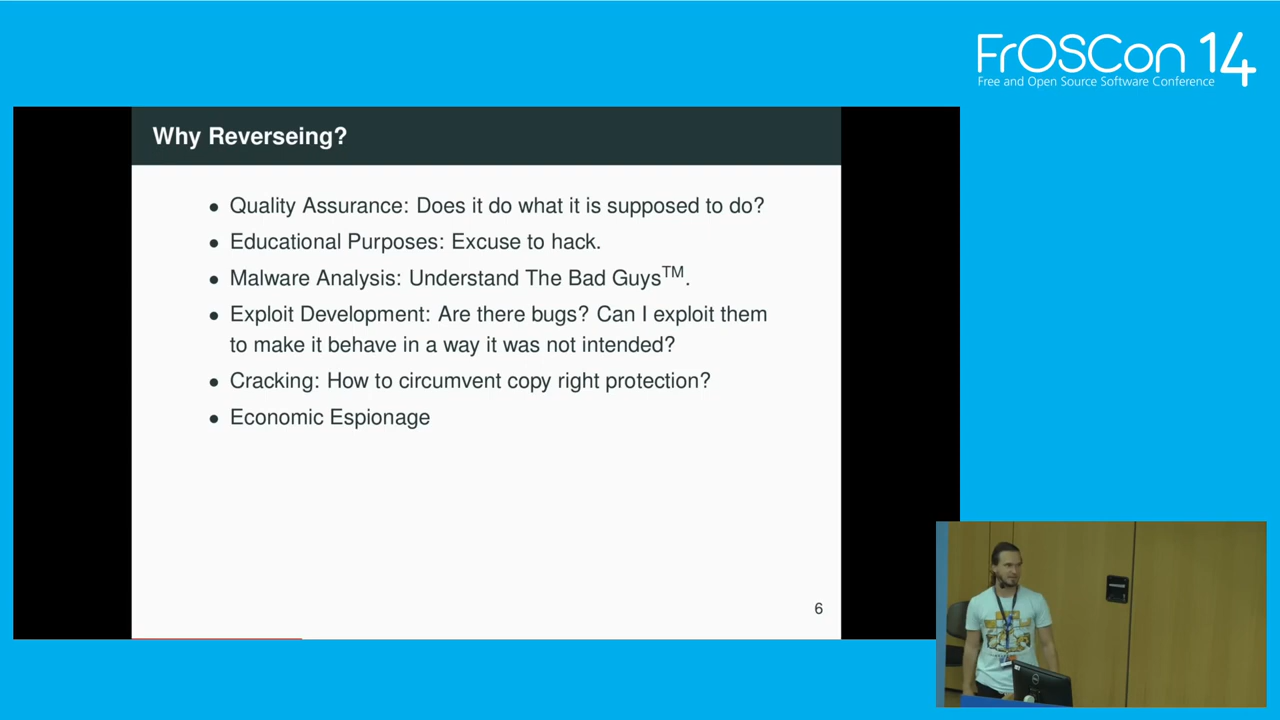 FrOSCon 14
Free and Open Source Software Conference
Why Reverseing?
• Quality Assurance: Does it do what it is supposed to do?
• Educational Purposes: Excuse to hack.
• Malware Analysis: Understand The Bad Guys™.
• Exploit Development: Are there bugs? Can I exploit them
to make it behave in a way it was not intended?
• Cracking: How to circumvent copy right protection?
• Economic Espionage
6